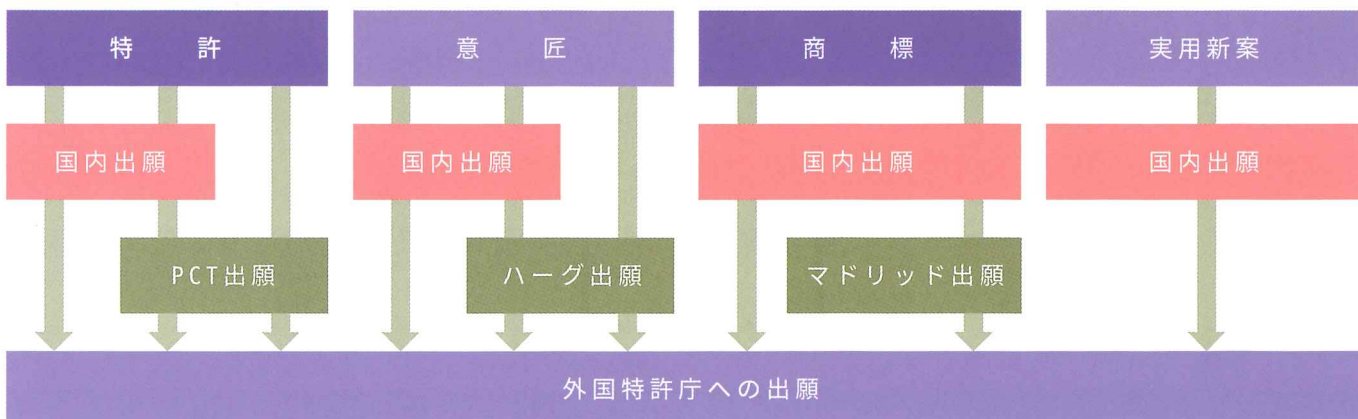 特許
意匠
商標
実用新案
国内出願
国内出願
国内出願
国内出願
PCT出願
ハーグ出願
マドリッド出願
外国特許庁への出願